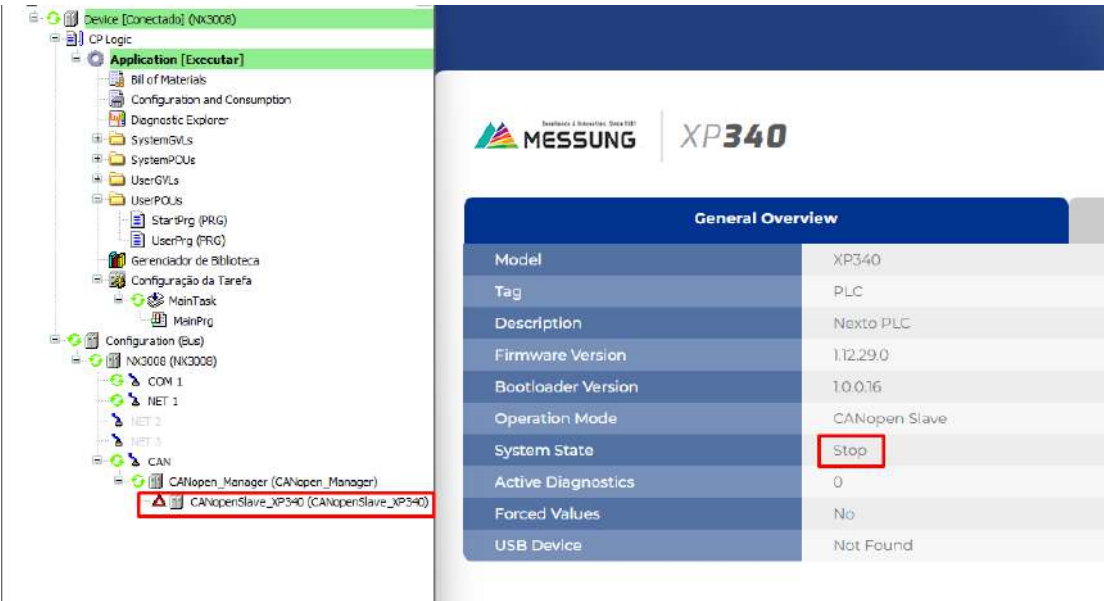 Device [Conectado] (NX3008)
CP Logic
Application [Executar]
Bill of Materials
Configuration and Consumption
Diagnostic Explorer
SystemGVLs
SystemPOUs
UserGVLs
UserPOUs
StartPrg (PRG)
UserPrg (PRG)
Gerenciador de Biblioteca
Configuração da Tarefa
MainTask
MainPrg
Configuration (Bus)
NX3008 (NX3008)
COM 1
NET 1
NET 2
NET 3
CAN
CANopen_Manager (CANopen_Manager)
CANopenSlave_XP340 (CANopenSlave_XP340)
MESSUNG
XP340
General Overview
Model XP340
Tag PLC
Description Nexto PLC
Firmware Version 1.12.29.0
Bootloader Version 1.0.0.16
Operation Mode CANopen Slave
System State Stop
Active Diagnostics 0
Forced Values No
USB Device Not Found